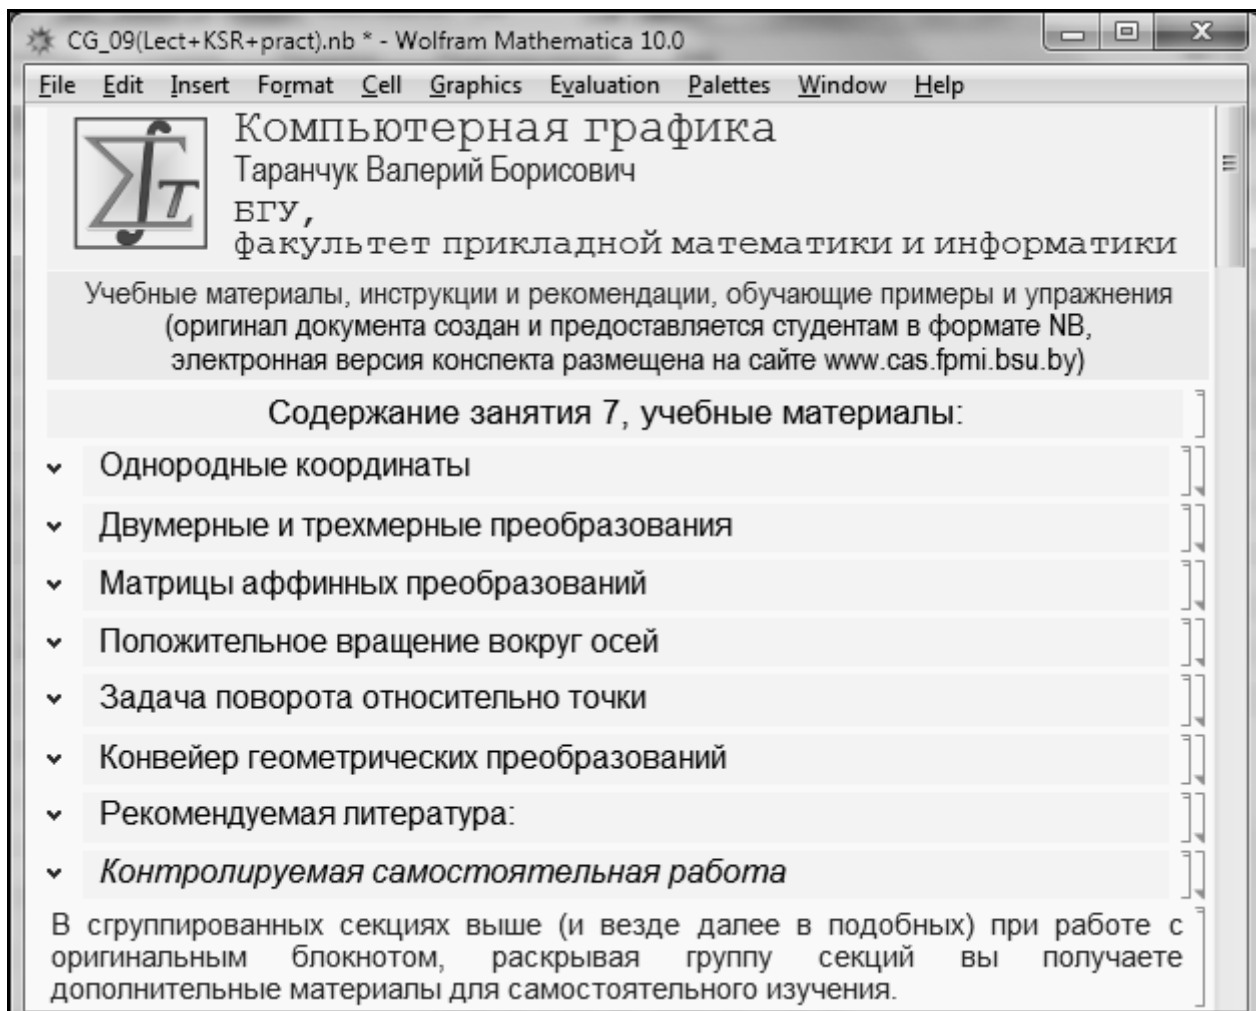 CG_09(Lect+KSR+pract).nb * - Wolfram Mathematica 10.0
File Edit Insert Format Cell Graphics Evaluation Palettes Window Help
Компьютерная графика
Таранчук Валерий Борисович
БГУ,
факультет прикладной математики и информатики
Учебные материалы, инструкции и рекомендации, обучающие примеры и упражнения
(оригинал документа создан и предоставляется студентам в формате NB,
электронная версия конспекта размещена на сайте www.cas.fpmi.bsu.by)
Содержание занятия 7, учебные материалы:
Однородные координаты
Двумерные и трехмерные преобразования
Матрицы аффинных преобразований
Положительное вращение вокруг осей
Задача поворота относительно точки
Конвейер геометрических преобразований
Рекомендуемая литература:
Контролируемая самостоятельная работа
В сгруппированных секциях выше (и везде далее в подобных) при работе с
оригинальным блокнотом, раскрывая группу секций вы получаете
дополнительные материалы для самостоятельного изучения.